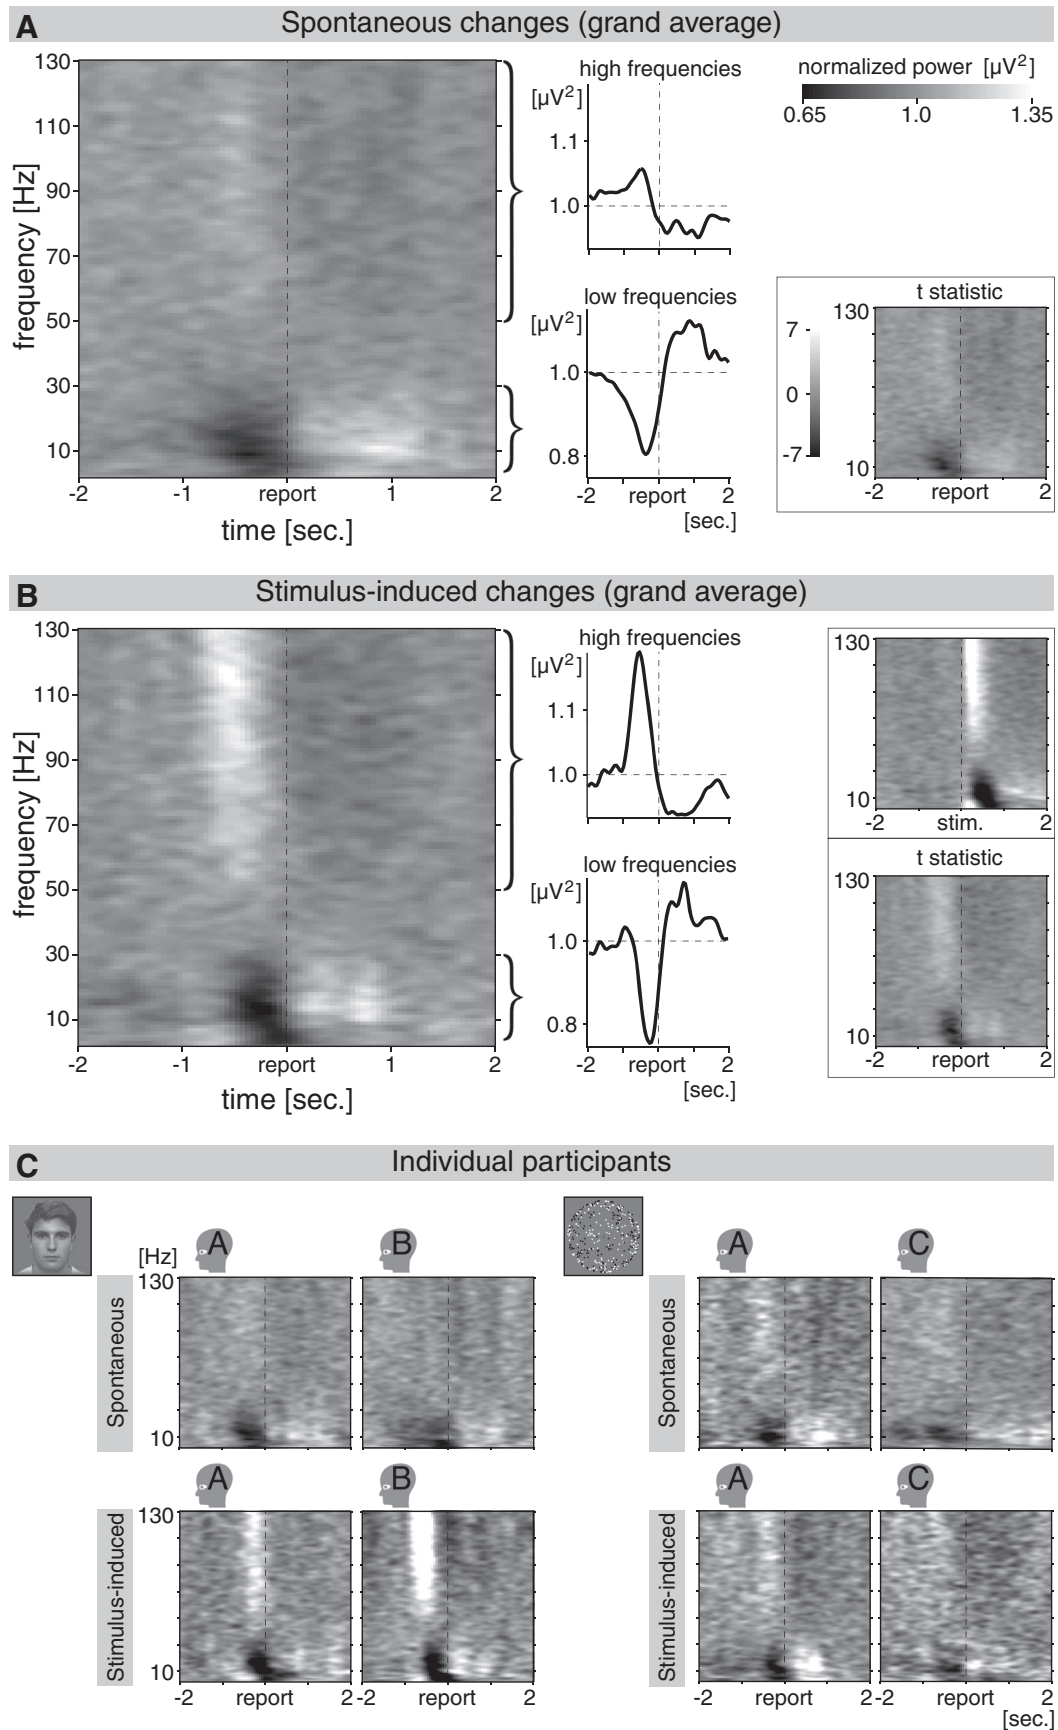 A Spontaneous changes (grand average)
130
110
90
70
50
30
10
frequency [Hz]
-2 -1 report 1 2
time [sec.]
high frequencies
[µV²]
1.1
1.0
low frequencies
[µV²]
1.0
0.8
-2 report 2
[sec.]
normalized power [µV²]
0.65 1.0 1.35
t statistic
7
0
-7
130
10
-2 report 2
B Stimulus-induced changes (grand average)
130
110
90
70
50
30
10
frequency [Hz]
-2 -1 report 1 2
time [sec.]
high frequencies
[µV²]
1.1
1.0
low frequencies
[µV²]
1.0
0.8
-2 report 2
[sec.]
130
10
-2 stim. 2
t statistic
130
10
-2 report 2
C Individual participants
A B A C
[Hz]
130
10
Spontaneous
Spontaneous
A B A C
130
10
Stimulus-induced
Stimulus-induced
-2 report 2 -2 report 2
-2 report 2 -2 report 2
[sec.]